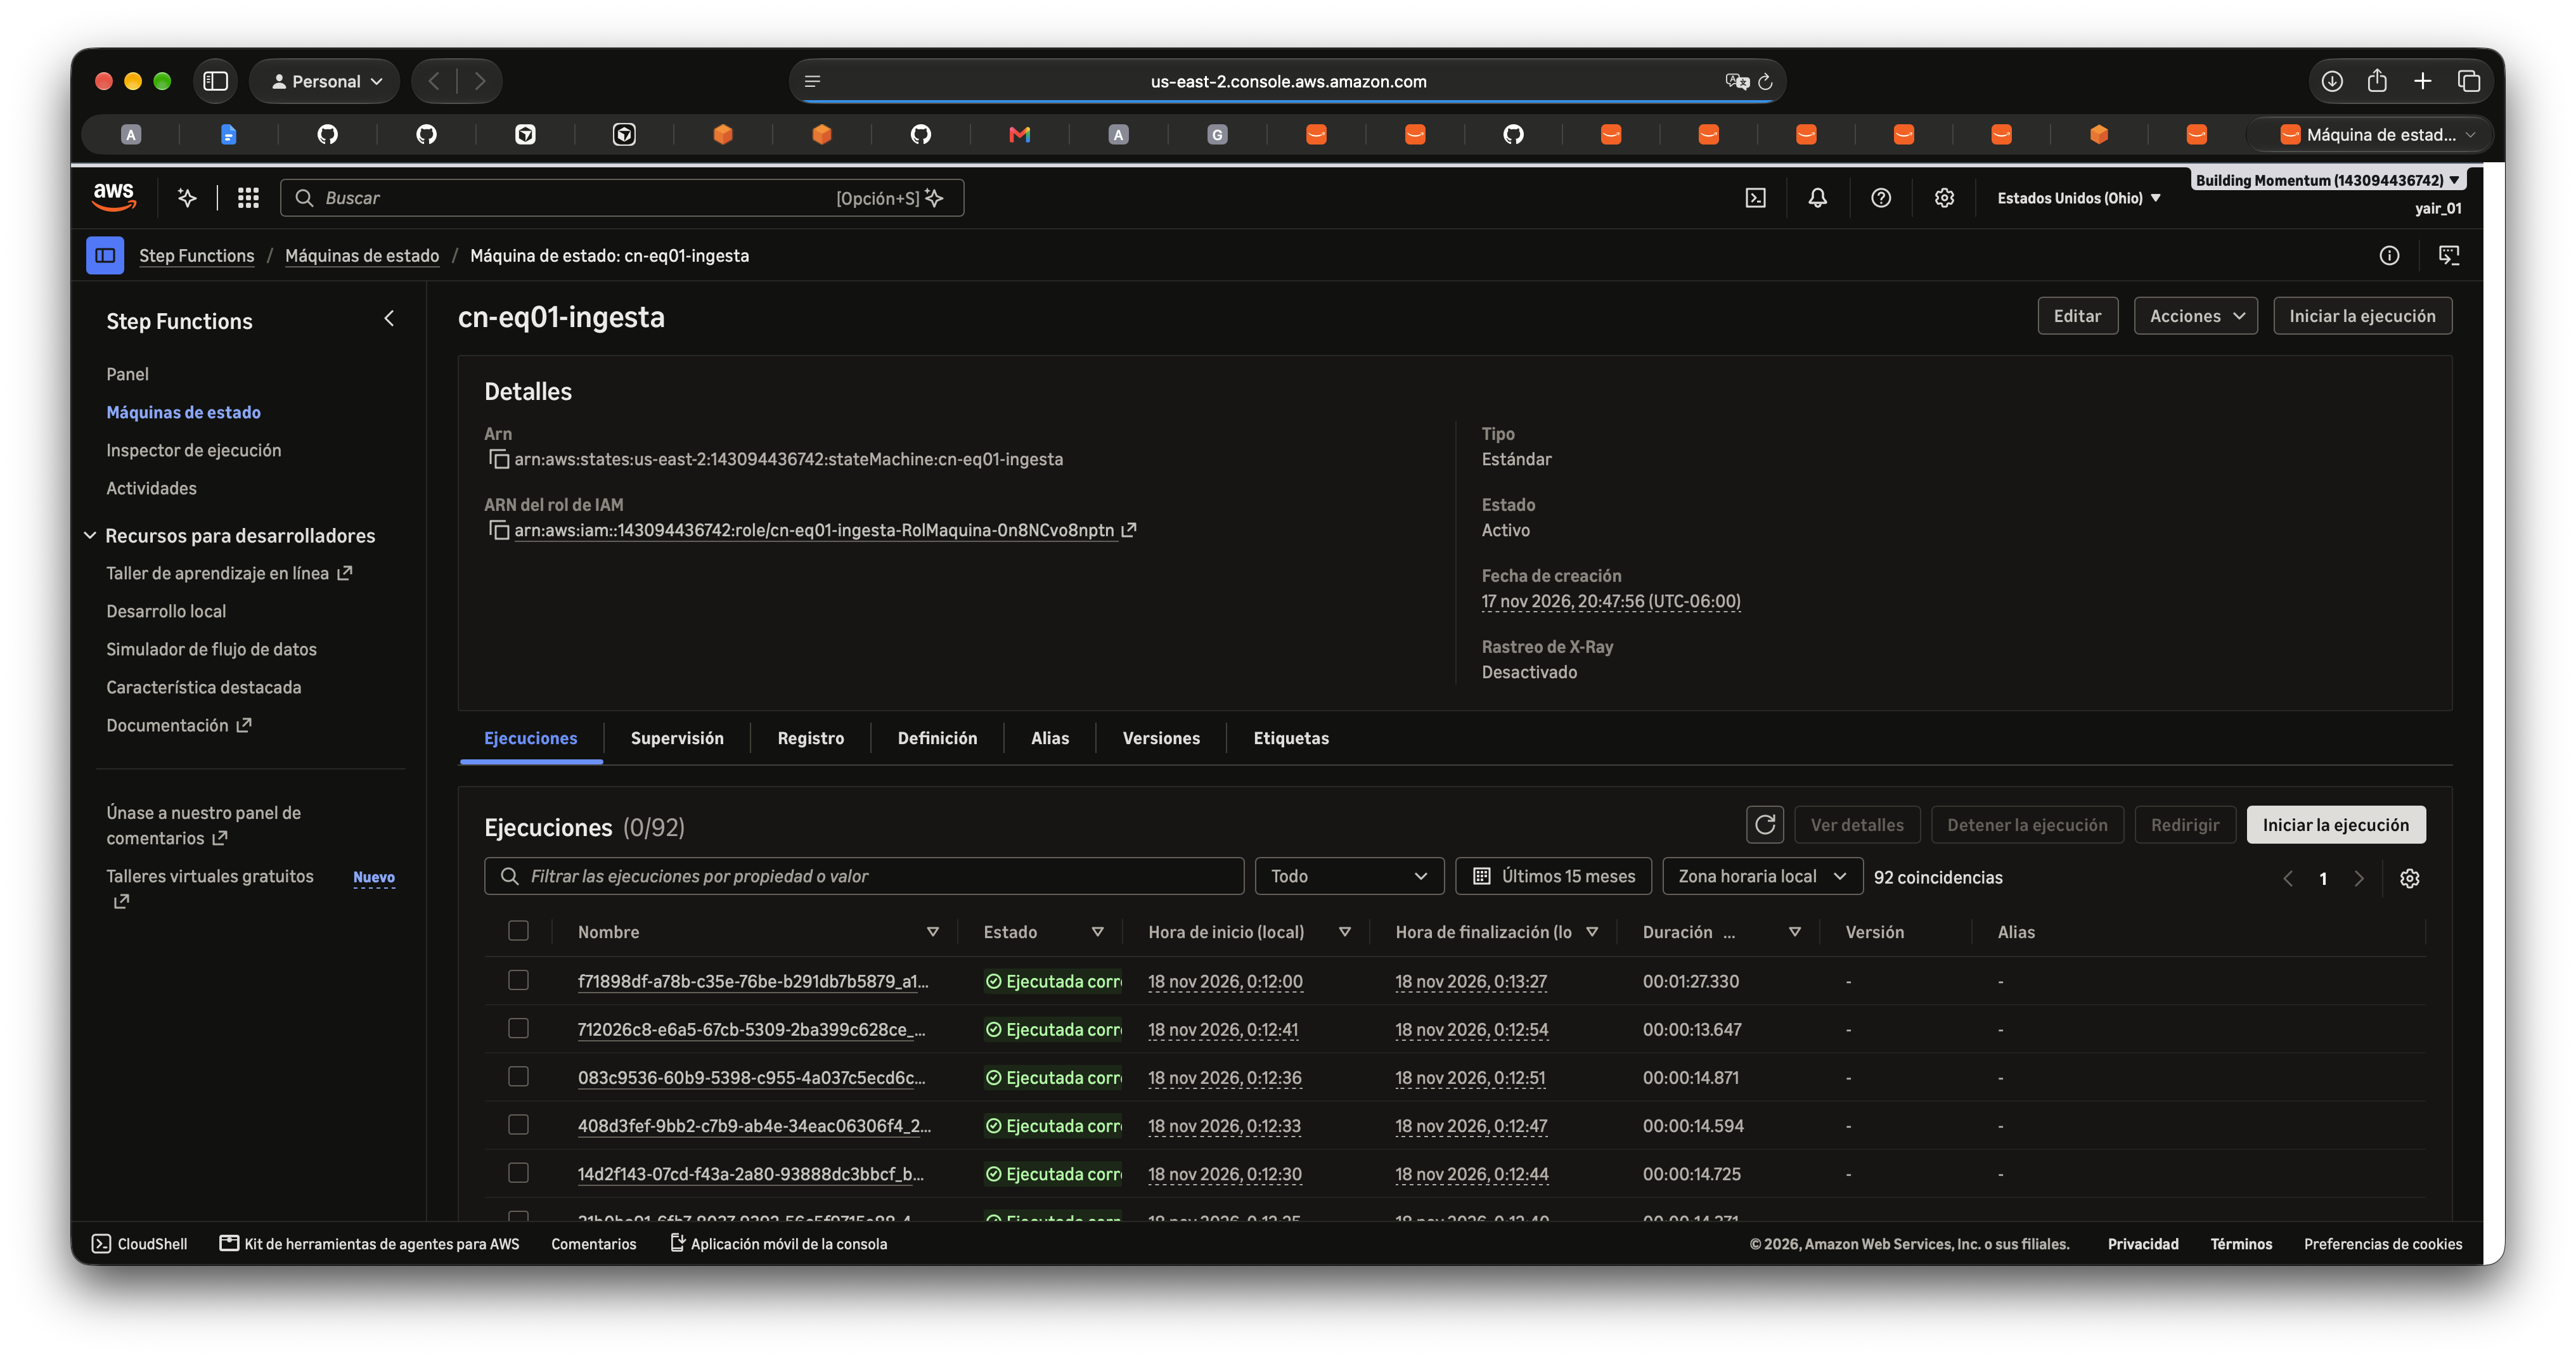 Personal
us-east-2.console.aws.amazon.com
A
A
G
Máquina de estad...
aws
Buscar
[Opción+S]
Estados Unidos (Ohio)
Building Momentum (143094436742)
yair_01
Step Functions / Máquinas de estado / Máquina de estado: cn-eq01-ingesta
Step Functions
Panel
Máquinas de estado
Inspector de ejecución
Actividades
Recursos para desarrolladores
Taller de aprendizaje en línea
Desarrollo local
Simulador de flujo de datos
Característica destacada
Documentación
Únase a nuestro panel de
comentarios
Talleres virtuales gratuitos
Nuevo
cn-eq01-ingesta
Editar
Acciones
Iniciar la ejecución
Detalles
Arn
arn:aws:states:us-east-2:143094436742:stateMachine:cn-eq01-ingesta
ARN del rol de IAM
arn:aws:iam::143094436742:role/cn-eq01-ingesta-RolMaquina-0n8NCvo8nptn
Tipo
Estándar
Estado
Activo
Fecha de creación
17 nov 2026, 20:47:56 (UTC-06:00)
Rastreo de X-Ray
Desactivado
Ejecuciones
Supervisión
Registro
Definición
Alias
Versiones
Etiquetas
Ejecuciones (0/92)
Ver detalles
Detener la ejecución
Redirigir
Iniciar la ejecución
Filtrar las ejecuciones por propiedad o valor
Todo
Últimos 15 meses
Zona horaria local
92 coincidencias
1
Nombre Estado Hora de inicio (local) Hora de finalización (lo Duración ... Versión Alias
f71898df-a78b-c35e-76be-b291db7b5879_a1... Ejecutada corr 18 nov 2026, 0:12:00 18 nov 2026, 0:13:27 00:01:27.330 - -
712026c8-e6a5-67cb-5309-2ba399c628ce_... Ejecutada corr 18 nov 2026, 0:12:41 18 nov 2026, 0:12:54 00:00:13.647 - -
083c9536-60b9-5398-c955-4a037c5ecd6c... Ejecutada corr 18 nov 2026, 0:12:36 18 nov 2026, 0:12:51 00:00:14.871 - -
408d3fef-9bb2-c7b9-ab4e-34eac06306f4_2... Ejecutada corr 18 nov 2026, 0:12:33 18 nov 2026, 0:12:47 00:00:14.594 - -
14d2f143-07cd-f43a-2a80-93888dc3bbcf_b... Ejecutada corr 18 nov 2026, 0:12:30 18 nov 2026, 0:12:44 00:00:14.725 - -
CloudShell
Kit de herramientas de agentes para AWS
Comentarios
Aplicación móvil de la consola
© 2026, Amazon Web Services, Inc. o sus filiales.
Privacidad
Términos
Preferencias de cookies